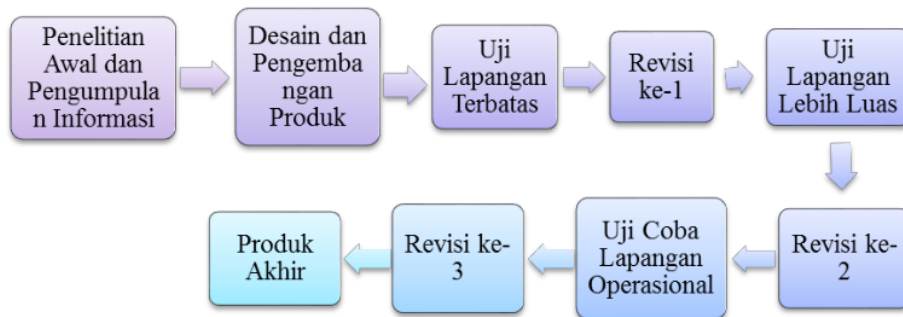 Penelitian
Awal dan
Pengumpula
n Informasi
Desain dan
Pengemba
ngan
Produk
Uji
Lapangan
Terbatas
Revisi
ke-1
Uji
Lapangan
Lebih Luas
Revisi ke-
2
Uji Coba
Lapangan
Operasional
Revisi ke-
3
Produk
Akhir